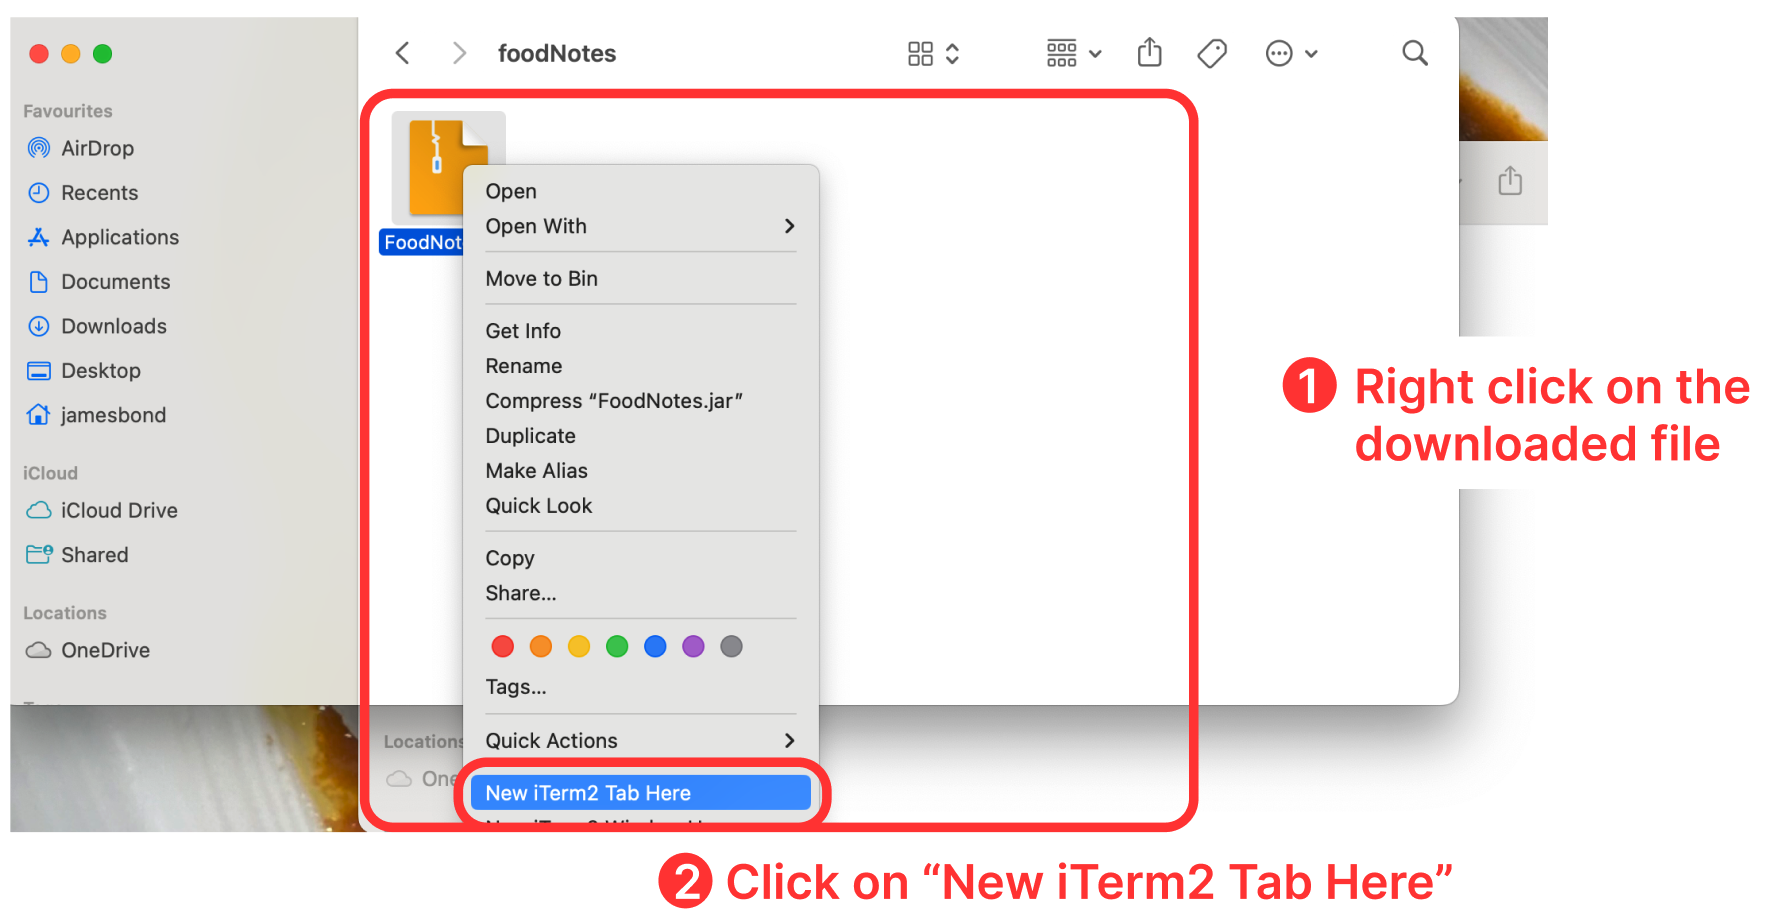 foodNotes
Favourites
AirDrop
Recents
Applications
Documents
Downloads
Desktop
jamesbond
iCloud
iCloud Drive
Shared
Locations
OneDrive
FoodNot
Open
Open With
Move to Bin
Get Info
Rename
Compress “FoodNotes.jar”
Duplicate
Make Alias
Quick Look
Copy
Share...
Tags...
Quick Actions
New iTerm2 Tab Here
Locations
One
1 Right click on the
downloaded file
2 Click on “New iTerm2 Tab Here”